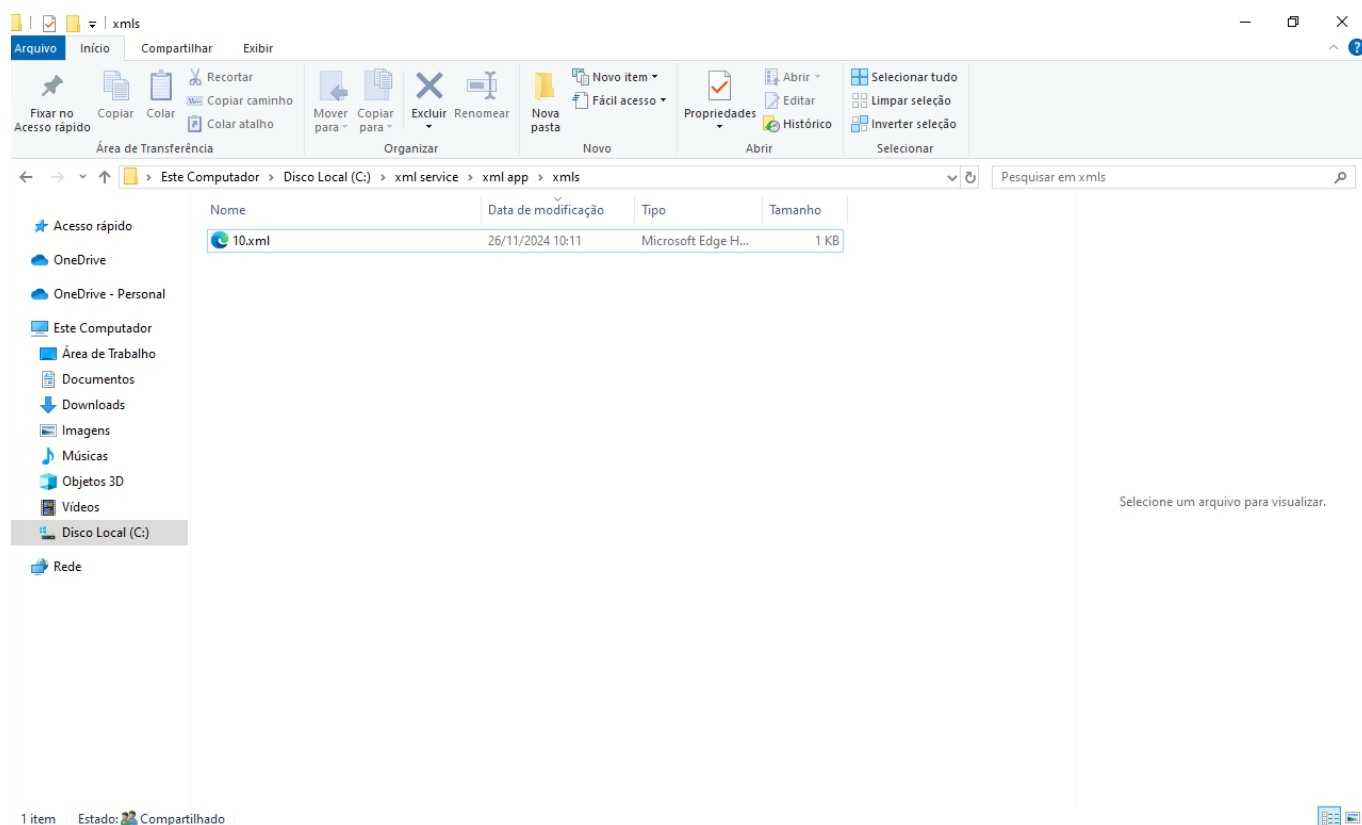 xmls
Arquivo Início Compartilhar Exibir
Fixar no Acesso rápido
Copiar
Colar
Recortar
Copiar caminho
Colar atalho
Área de Transferência
Mover para
Copiar para
Excluir
Renomear
Organizar
Nova pasta
Novo item
Fácil acesso
Novo
Propriedades
Abrir
Editar
Histórico
Abrir
Selecionar tudo
Limpar seleção
Inverter seleção
Selecionar
Este Computador > Disco Local (C:) > xml service > xml app > xmls
Pesquisar em xmls
Nome Data de modificação Tipo Tamanho
10.xml 26/11/2024 10:11 Microsoft Edge H... 1 KB
Acesso rápido
OneDrive
OneDrive - Personal
Este Computador
Área de Trabalho
Documentos
Downloads
Imagens
Músicas
Objetos 3D
Vídeos
Disco Local (C:)
Rede
Selecione um arquivo para visualizar.
1 item Estado: Compartilhado